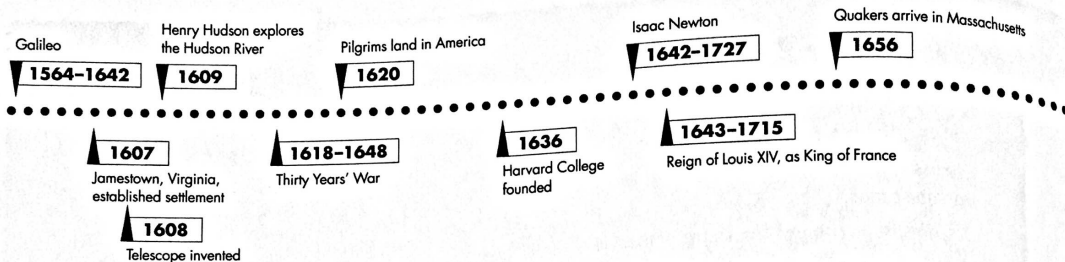 Galileo
1564–1642
Henry Hudson explores
the Hudson River
1609
Pilgrims land in America
1620
Isaac Newton
1642–1727
Quakers arrive in Massachusetts
1656
1607
Jamestown, Virginia,
established settlement
1608
Telescope invented
1618–1648
Thirty Years' War
1636
Harvard College
founded
1643–1715
Reign of Louis XIV, as King of France